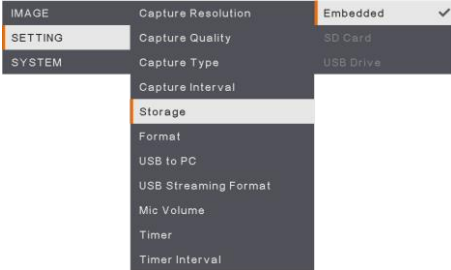 IMAGE
SETTING
SYSTEM
Capture Resolution
Capture Quality
Capture Type
Capture Interval
Storage
Format
USB to PC
USB Streaming Format
Mic Volume
Timer
Timer Interval
Embedded
SD Card
USB Drive